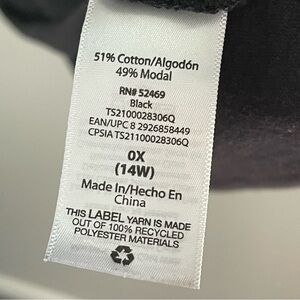 51% Cotton/Algodón
49% Modal
RN# 52469
Black
TS2100028306Q
EAN/UPC 8 2926858449
CPSIA TS21100028306Q
0X
(14W)
Made In/Hecho En
China
THIS LABEL YARN IS MADE
OUT OF 100% RECYCLED
POLYESTER MATERIALS